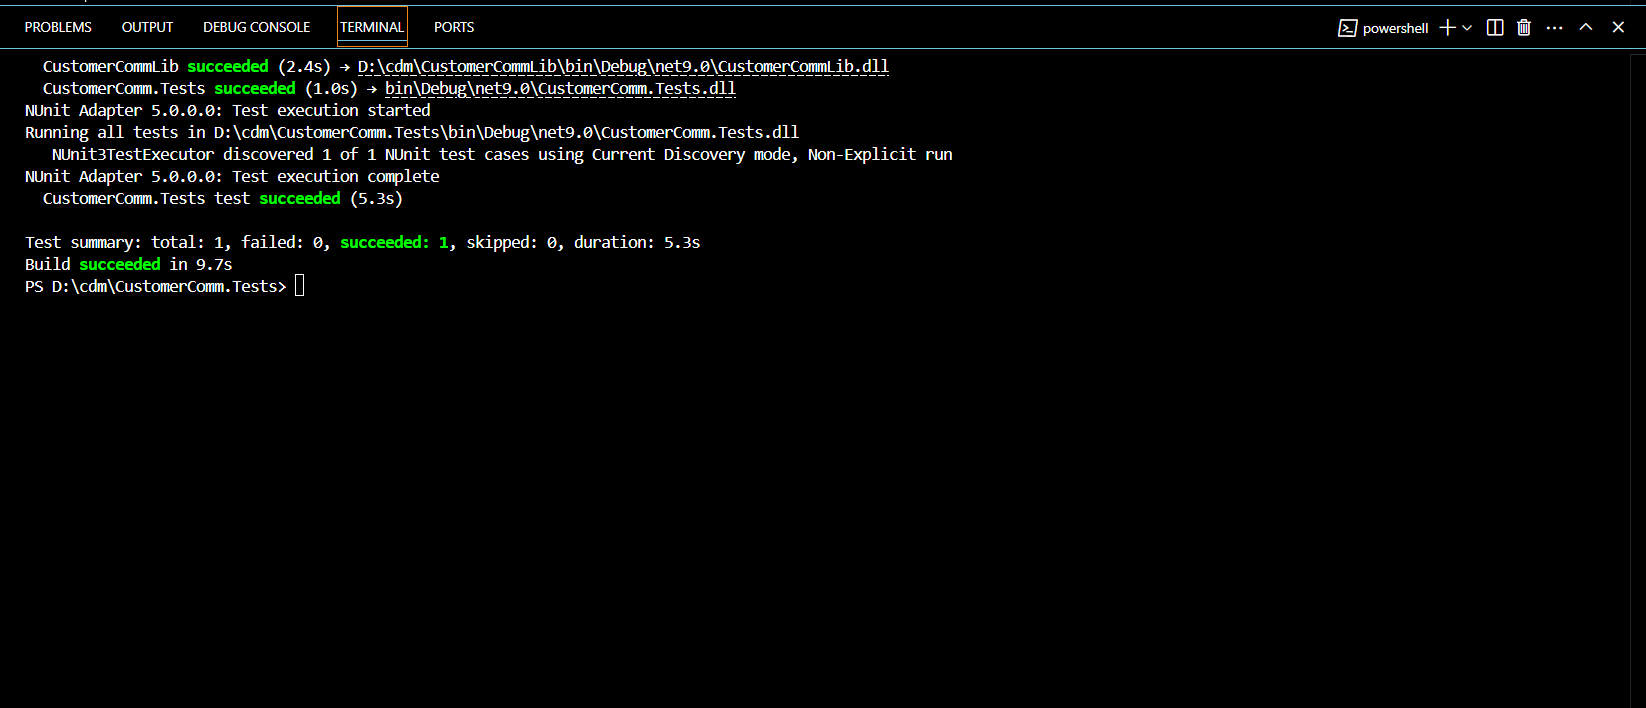 PROBLEMS OUTPUT DEBUG CONSOLE TERMINAL PORTS powershell
CustomerCommLib succeeded (2.4s) → D:\cdm\CustomerCommLib\bin\Debug\net9.0\CustomerCommLib.dll
CustomerComm.Tests succeeded (1.0s) → bin\Debug\net9.0\CustomerComm.Tests.dll
NUnit Adapter 5.0.0.0: Test execution started
Running all tests in D:\cdm\CustomerComm.Tests\bin\Debug\net9.0\CustomerComm.Tests.dll
NUnit3TestExecutor discovered 1 of 1 NUnit test cases using Current Discovery mode, Non-Explicit run
NUnit Adapter 5.0.0.0: Test execution complete
CustomerComm.Tests test succeeded (5.3s)
Test summary: total: 1, failed: 0, succeeded: 1, skipped: 0, duration: 5.3s
Build succeeded in 9.7s
PS D:\cdm\CustomerComm.Tests>